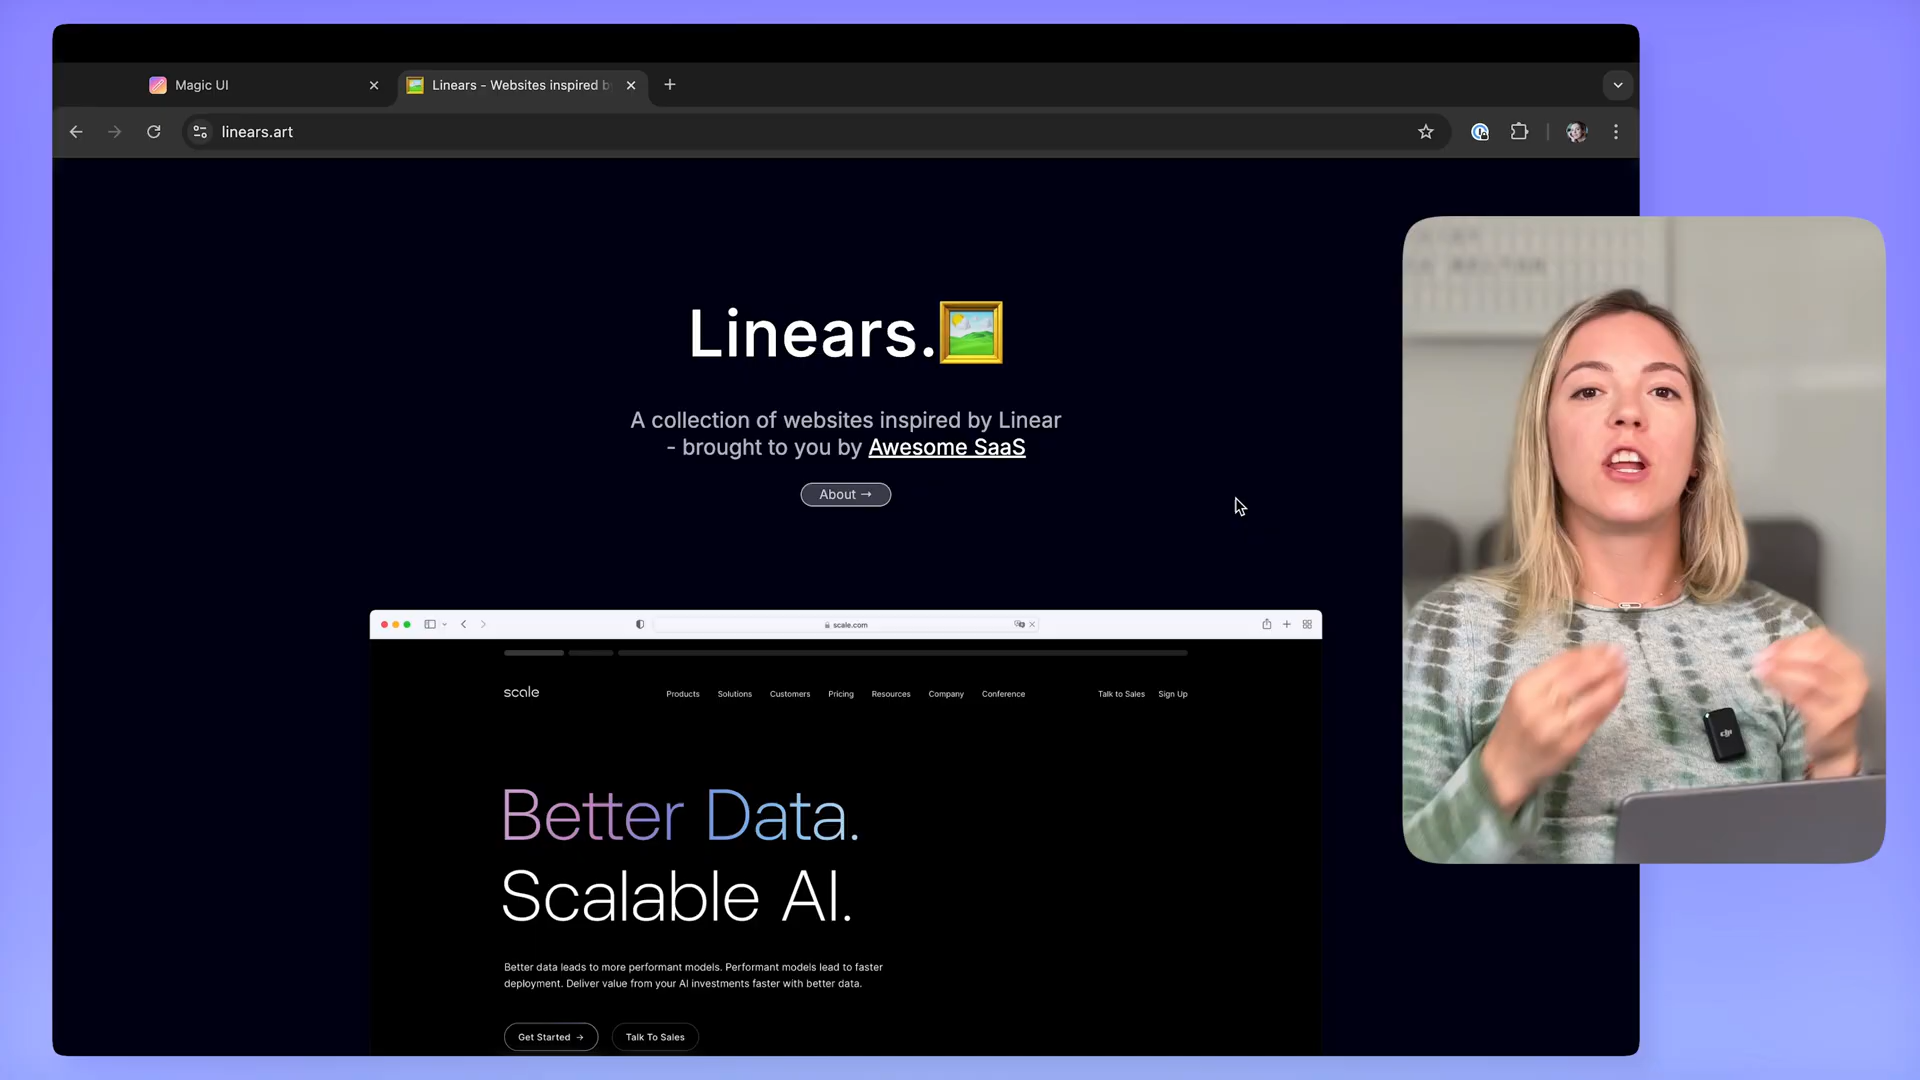 Magic UI
Linears - Websites inspired b
linears.art
Linears.
A collection of websites inspired by Linear
- brought to you by Awesome SaaS
About →
scale.com
scale
Products Solutions Customers Pricing Resources Company Conference Talk to Sales Sign Up
Better Data.
Scalable AI.
Better data leads to more performant models. Performant models lead to faster
deployment. Deliver value from your AI investments faster with better data.
Get Started → Talk To Sales
dji